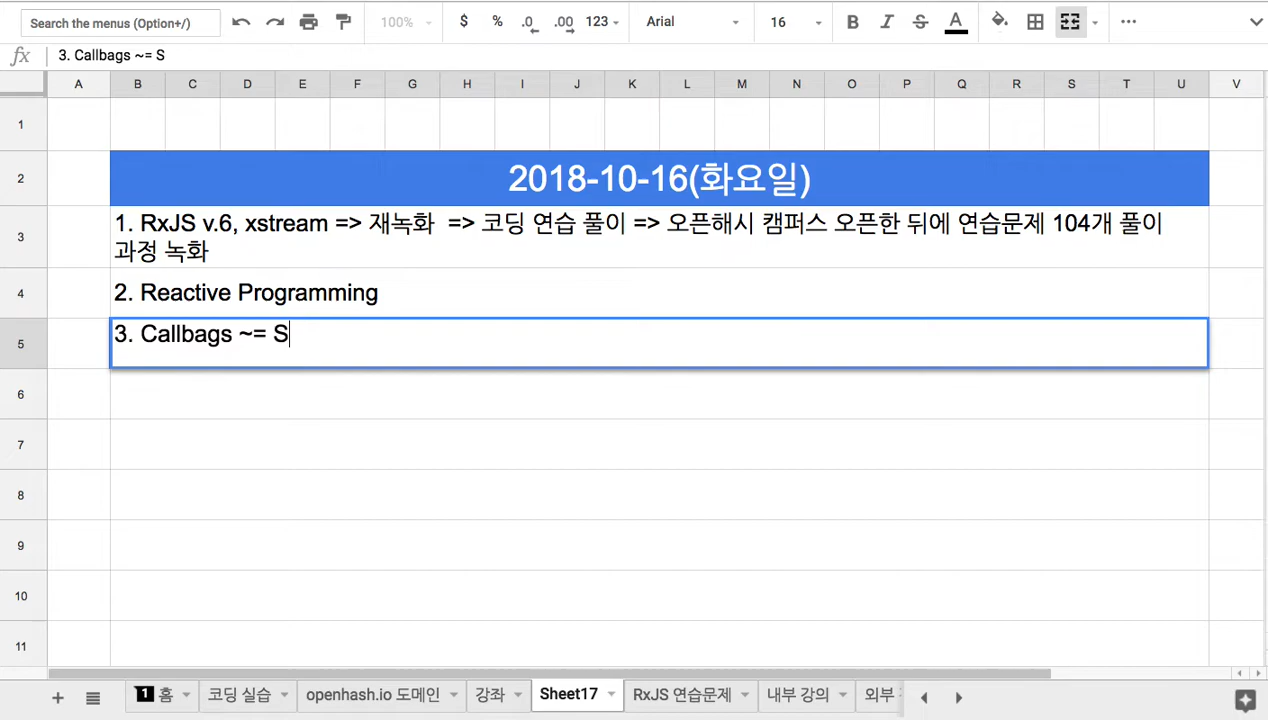 Search the menus (Option+/) 100% $ % .0 .00 123 Arial 16 B I S A
fx 3. Callbags ~= S
A B C D E F G H I J K L M N O P Q R S T U V
1
2 2018-10-16(화요일)
3 1. RxJS v.6, xstream => 재녹화 => 코딩 연습 풀이 => 오픈해시 캠퍼스 오픈한 뒤에 연습문제 104개 풀이
과정 녹화
4 2. Reactive Programming
5 3. Callbags ~= S
6
7
8
9
10
11
+ 1 홈 코딩 실습 openhash.io 도메인 강좌 Sheet17 RxJS 연습문제 내부 강의 외부